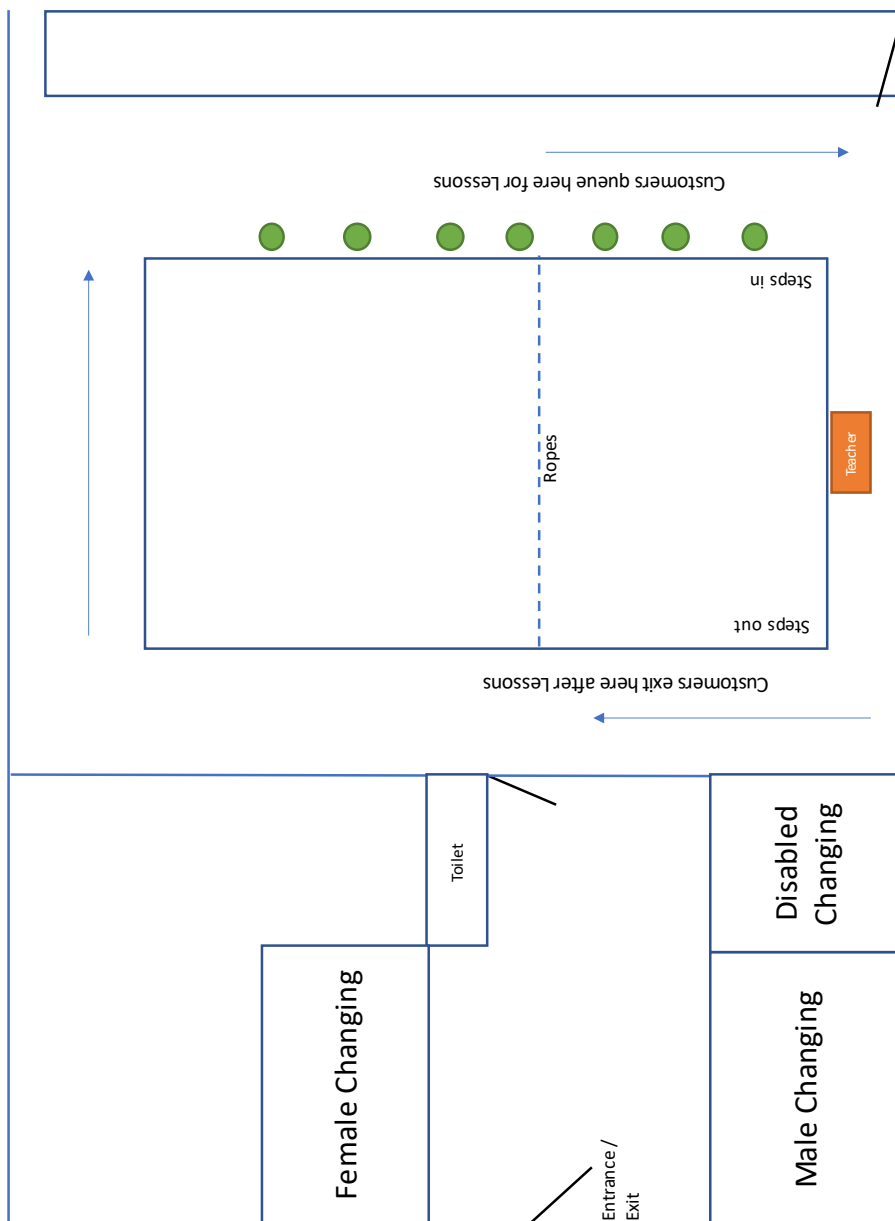 Customers queue here for Lessons
Steps in
Ropes
Teacher
Steps out
Customers exit here after Lessons
Toilet
Disabled
Changing
Female Changing
Male Changing
Entrance /
Exit